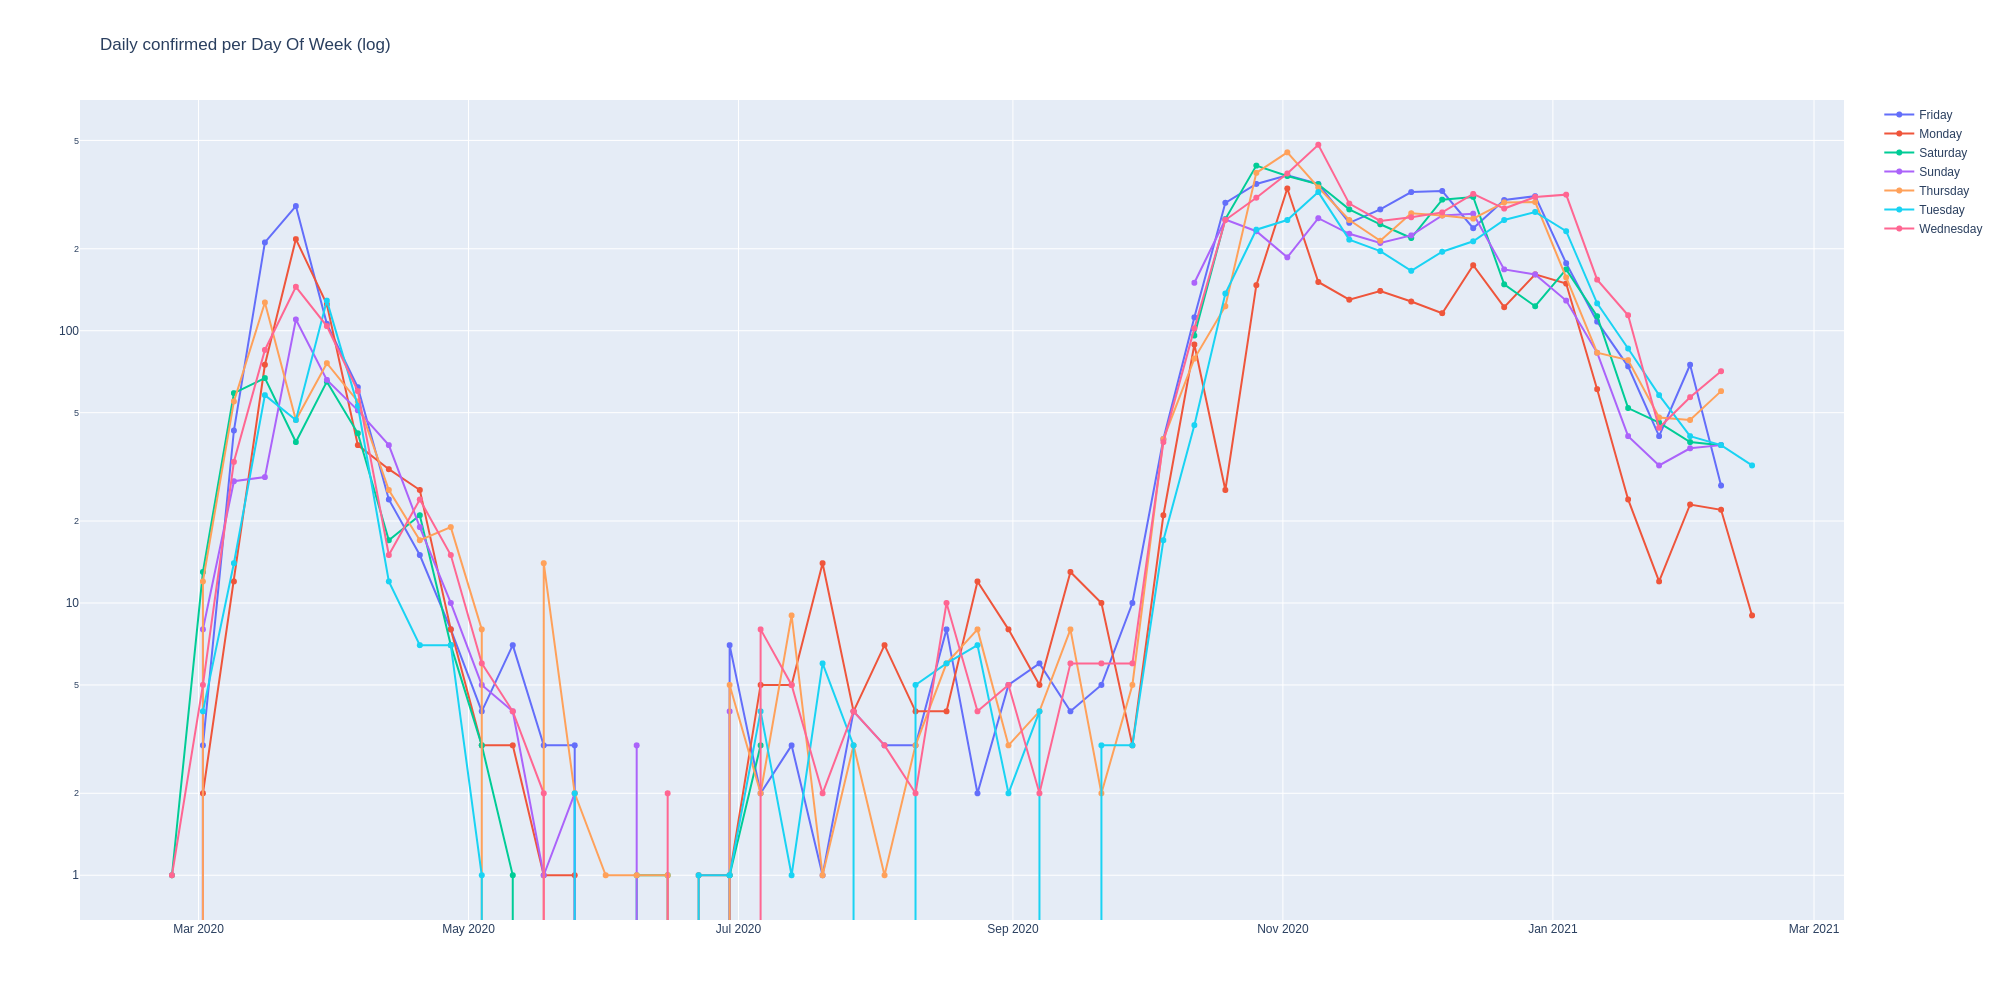 Daily confirmed per Day Of Week (log)
5
2
100
5
2
10
5
2
1
Mar 2020 May 2020 Jul 2020 Sep 2020 Nov 2020 Jan 2021 Mar 2021
Friday
Monday
Saturday
Sunday
Thursday
Tuesday
Wednesday